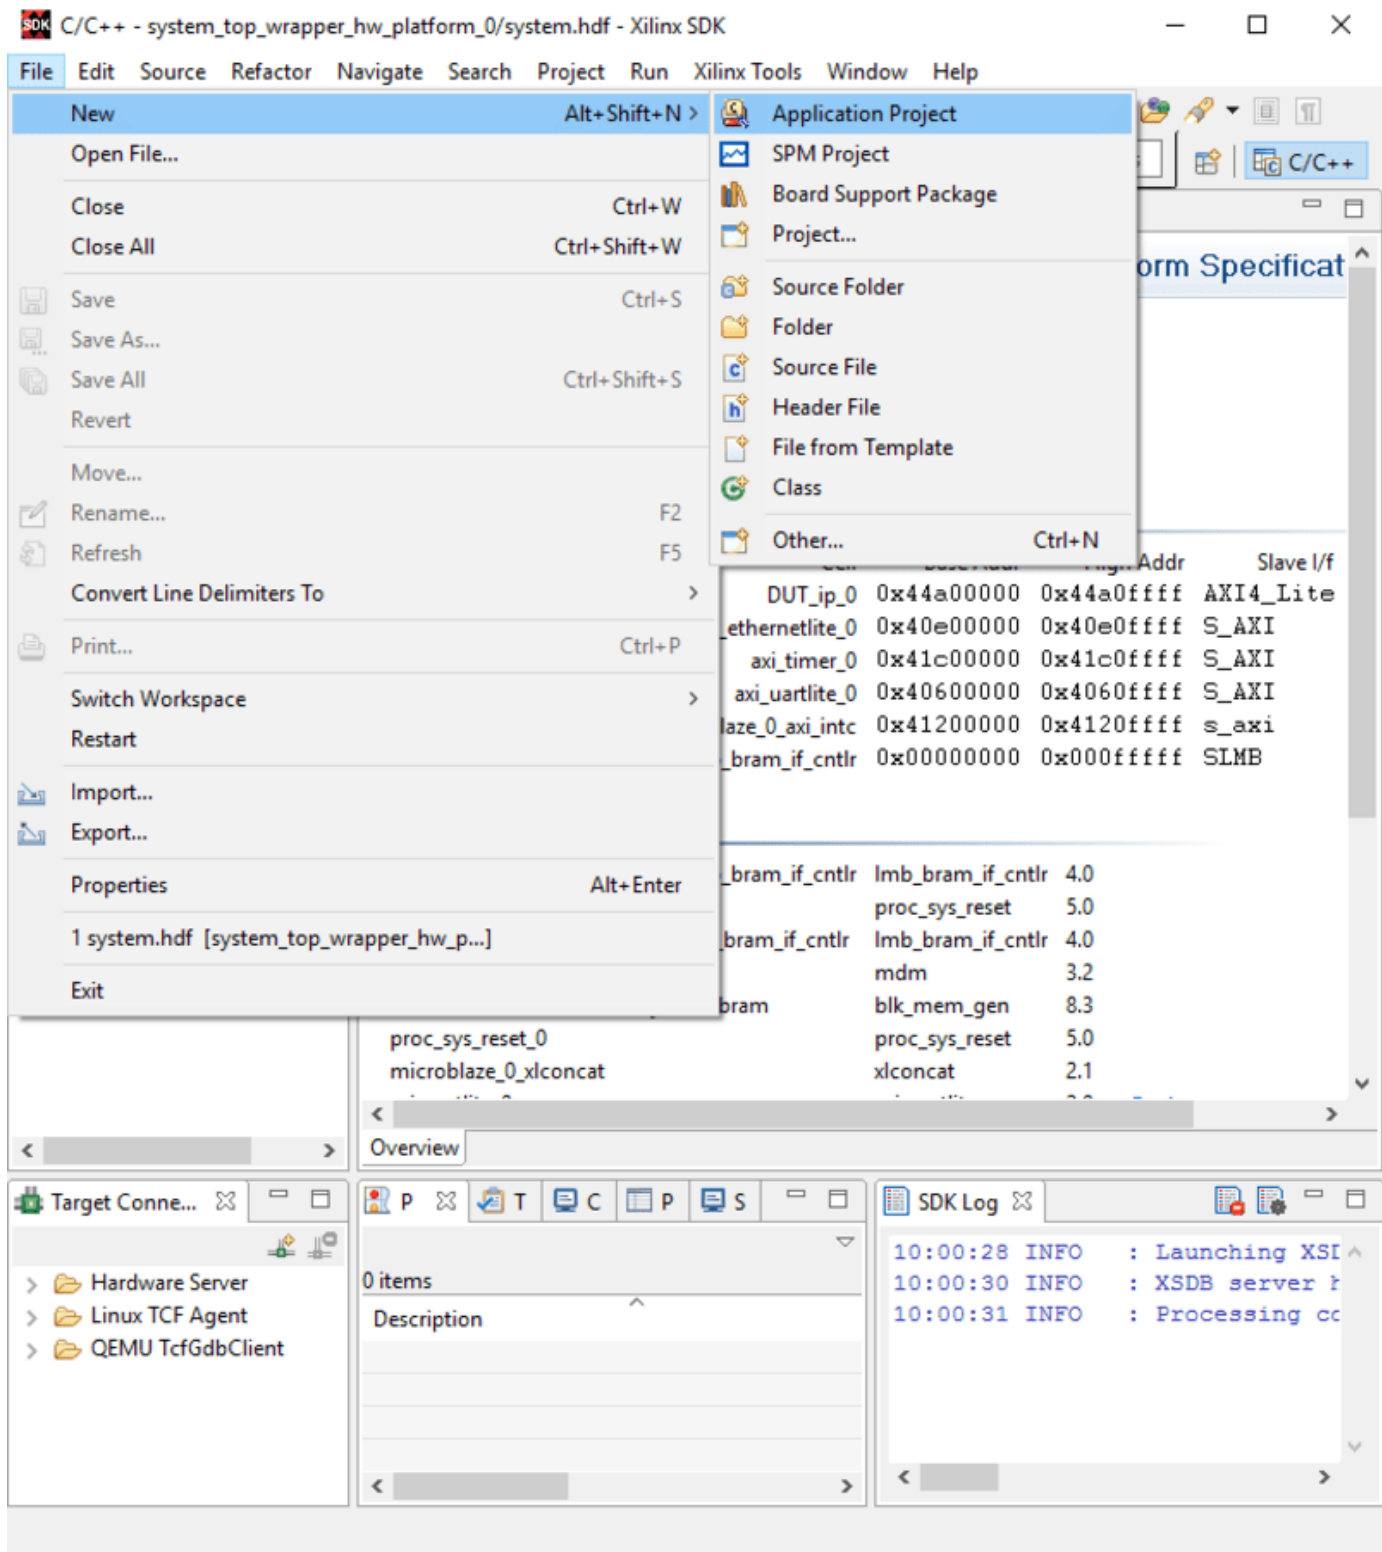 SDK C/C++ - system_top_wrapper_hw_platform_0/system.hdf - Xilinx SDK
File Edit Source Refactor Navigate Search Project Run Xilinx Tools Window Help
New Alt+Shift+N >
Open File...
Close Ctrl+W
Close All Ctrl+Shift+W
Save Ctrl+S
Save As...
Save All Ctrl+Shift+S
Revert
Move...
Rename... F2
Refresh F5
Convert Line Delimiters To >
Print... Ctrl+P
Switch Workspace >
Restart
Import...
Export...
Properties Alt+Enter
1 system.hdf [system_top_wrapper_hw_p...]
Exit
Application Project
SPM Project
Board Support Package
Project...
Source Folder
Folder
Source File
Header File
File from Template
Class
Other... Ctrl+N
C/C++
orm Specificat
Addr Slave I/f
DUT_ip_0 0x44a00000 0x44a0ffff AXI4_Lite
_ethernetlite_0 0x40e00000 0x40e0ffff S_AXI
axi_timer_0 0x41c00000 0x41c0ffff S_AXI
axi_uartlite_0 0x40600000 0x4060ffff S_AXI
laze_0_axi_intc 0x41200000 0x4120ffff s_axi
_bram_if_cntlr 0x00000000 0x000fffff SLMB
_bram_if_cntlr lmb_bram_if_cntlr 4.0
proc_sys_reset 5.0
bram_if_cntlr lmb_bram_if_cntlr 4.0
mdm 3.2
bram blk_mem_gen 8.3
proc_sys_reset_0 proc_sys_reset 5.0
microblaze_0_xlconcat xlconcat 2.1
Overview
Target Conne...
Hardware Server
Linux TCF Agent
QEMU TcfGdbClient
P T C P S
0 items
Description
SDK Log
10:00:28 INFO : Launching XSD
10:00:30 INFO : XSDB server h
10:00:31 INFO : Processing co